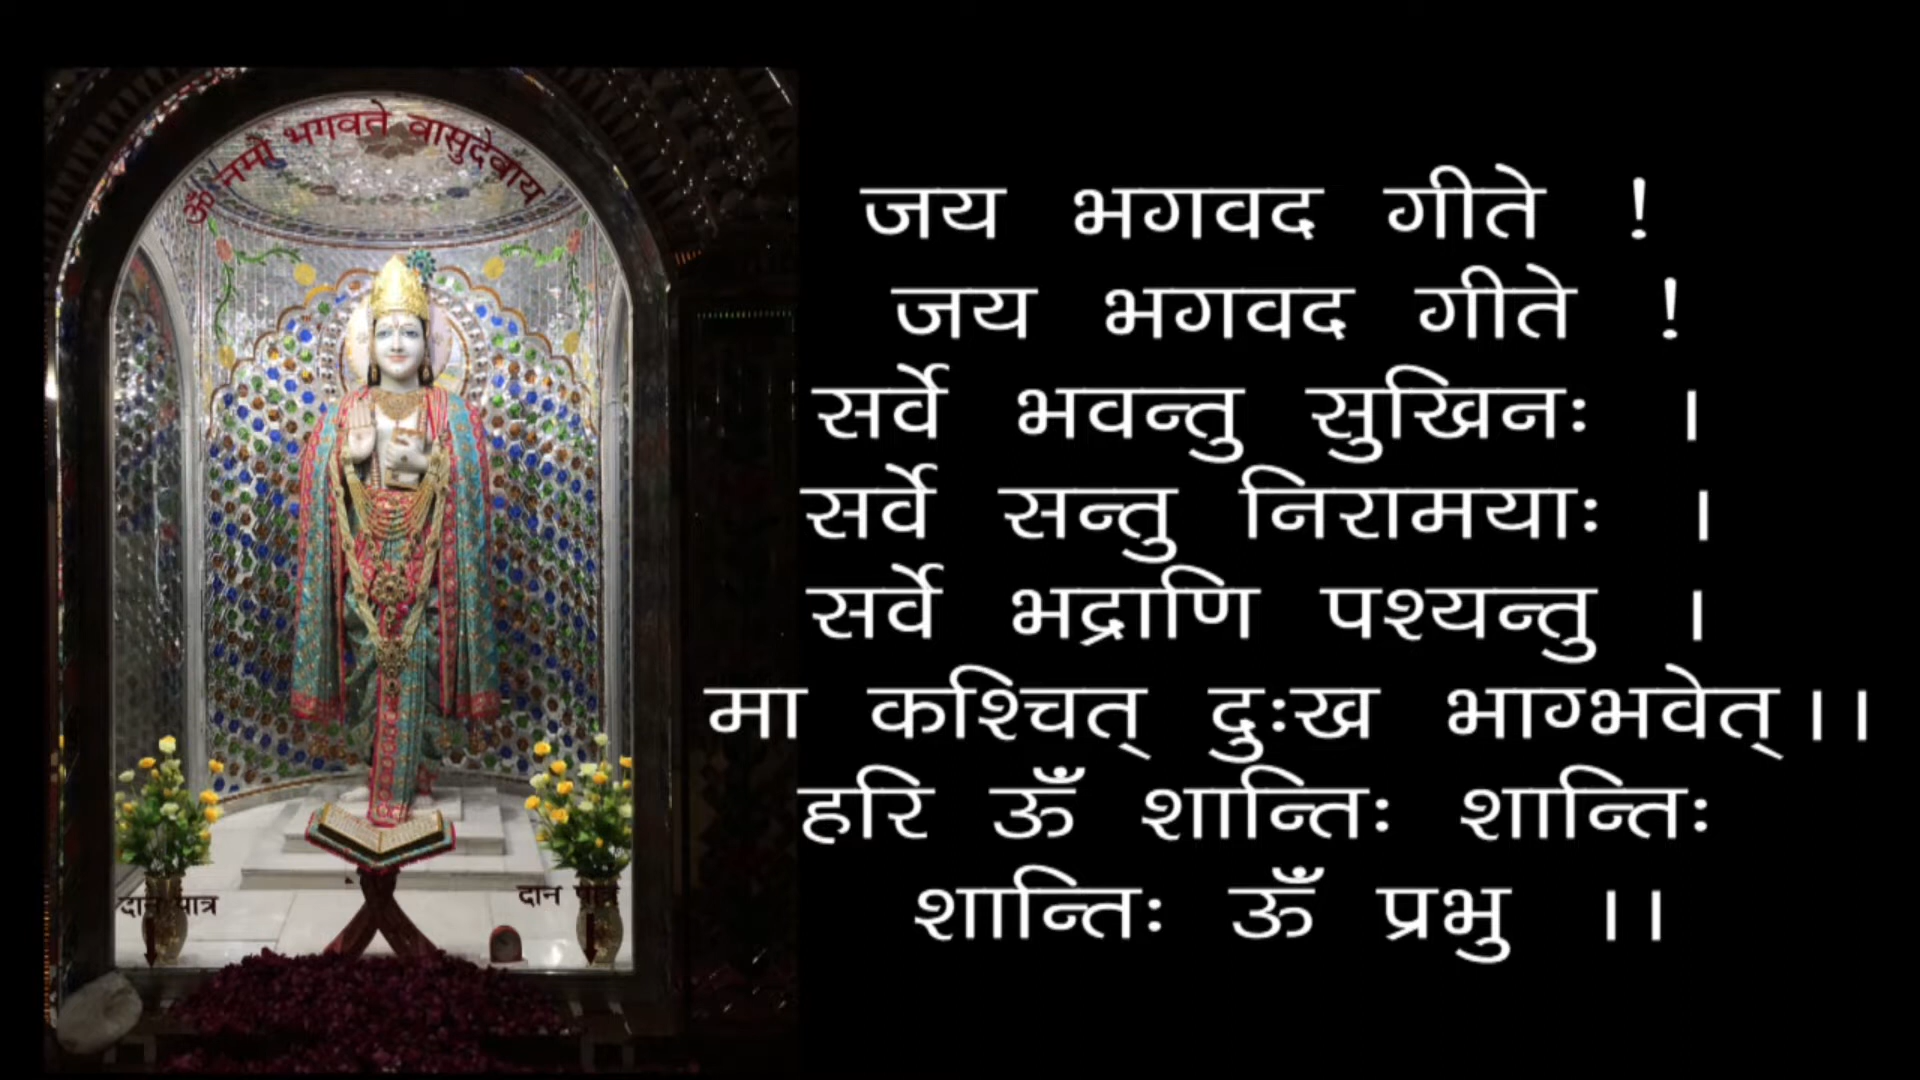 ॐ नमो भगवते वासुदेवाय
जय भगवद गीते !
जय भगवद गीते !
सर्वे भवन्तु सुखिनः ।
सर्वे सन्तु निरामयाः ।
सर्वे भद्राणि पश्यन्तु ।
मा कश्चित् दुःख भाग्भवेत् ।।
हरि ऊँ शान्तिः शान्तिः
शान्तिः ऊँ प्रभु ।।
दान पात्र
दान पात्र